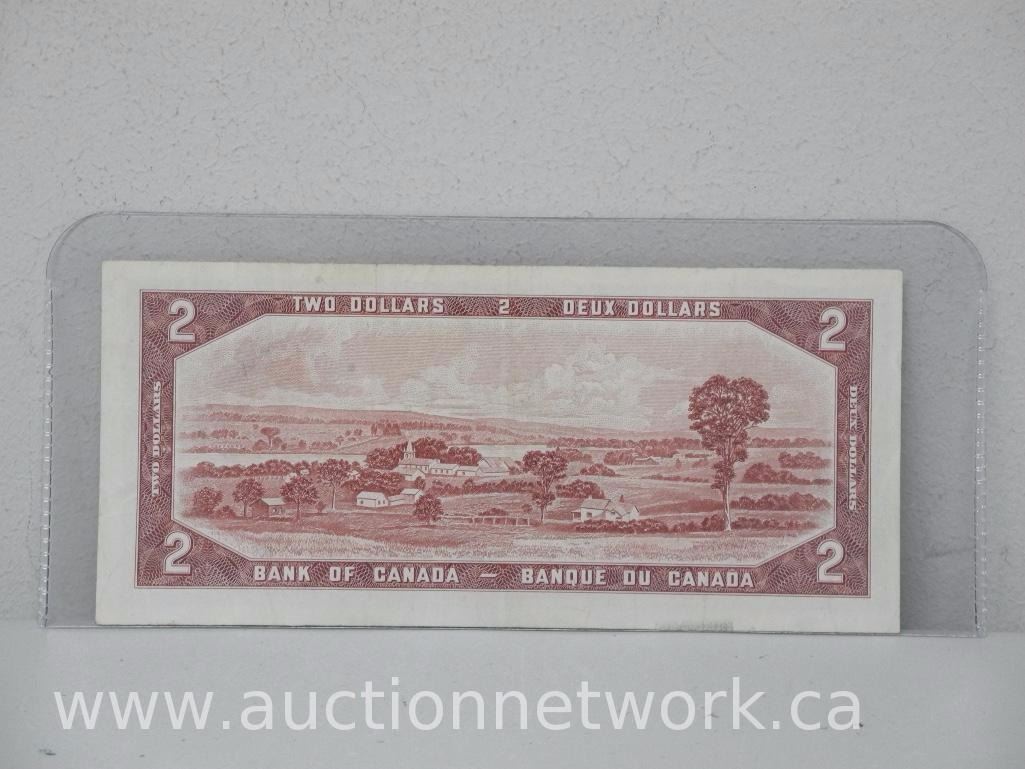 2 TWO DOLLARS 2 DEUX DOLLARS 2
TWO DOLLARS
DEUX DOLLARS
2 BANK OF CANADA — BANQUE DU CANADA 2
www.auctionnetwork.ca